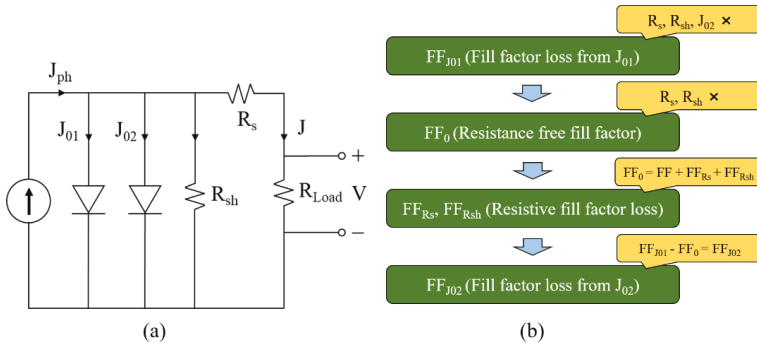 J_ph
J_01
J_02
R_s
J
R_sh
R_Load
+
V
−
(a)
R_s, R_sh, J_02 ×
FF_J01 (Fill factor loss from J_01)
R_s, R_sh ×
FF_0 (Resistance free fill factor)
FF_0 = FF + FF_Rs + FF_Rsh
FF_Rs, FF_Rsh (Resistive fill factor loss)
FF_J01 - FF_0 = FF_J02
FF_J02 (Fill factor loss from J_02)
(b)